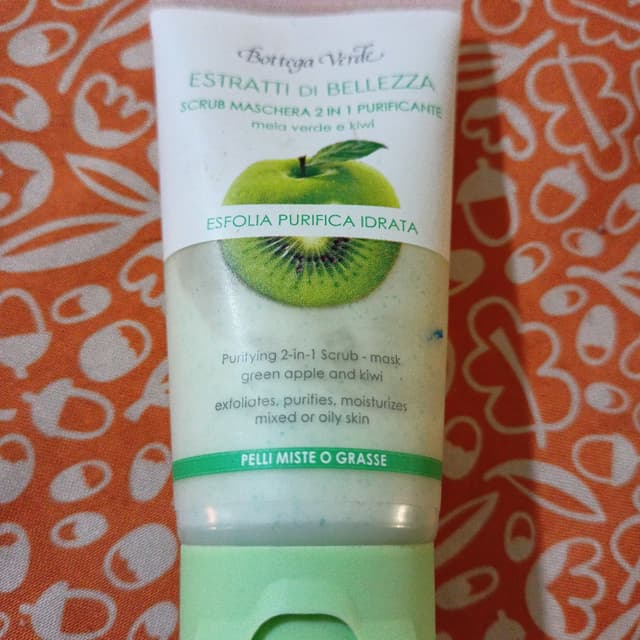 Bottega Verde
ESTRATTI DI BELLEZZA
SCRUB MASCHERA 2 IN 1 PURIFICANTE
mela verde e kiwi
ESFOLIA PURIFICA IDRATA
Purifying 2-in-1 Scrub - mask
green apple and kiwi
exfoliates, purifies, moisturizes
mixed or oily skin
PELLI MISTE O GRASSE